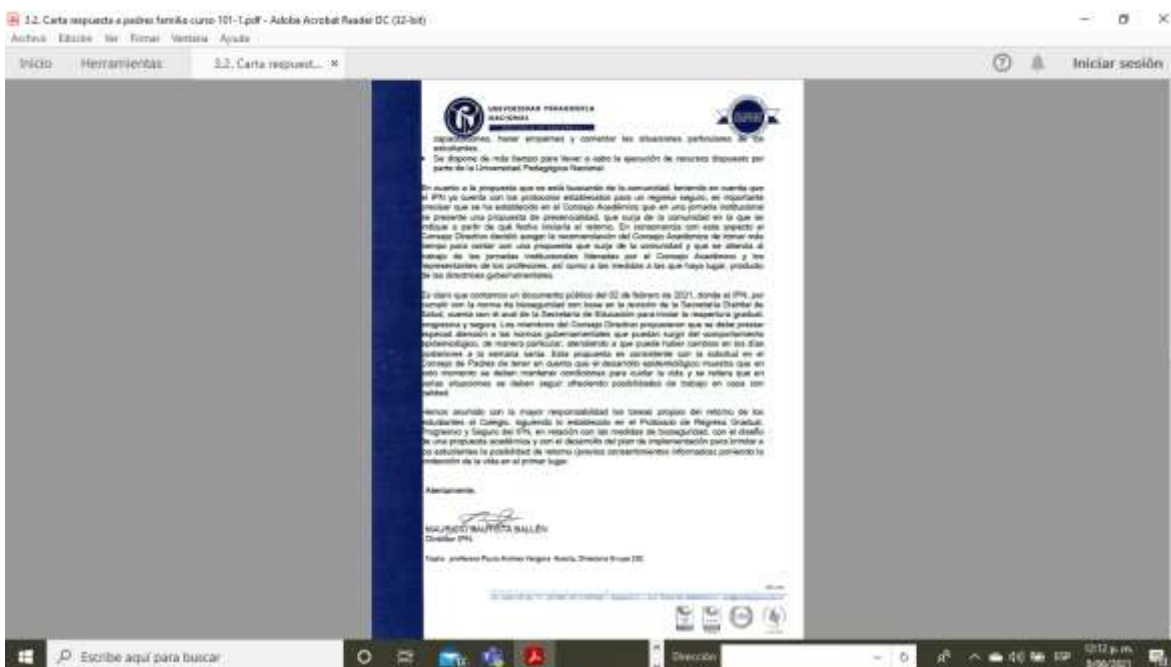 3.2. Carta respuesta a padres familia curso 101-1.pdf - Adobe Acrobat Reader DC (32-bit)
Archivo Edición Ver Firmar Ventana Ayuda
Inicio Herramientas 3.2. Carta respuest... × Iniciar sesión
UNIVERSIDAD PEDAGÓGICA
NACIONAL
capacitaciones, hacer empalmes y comentar las situaciones particulares de los
estudiantes.
Se dispone de más tiempo para llevar a cabo la ejecución de recursos dispuesto por
parte de la Universidad Pedagógica Nacional.
En cuanto a la propuesta que se está buscando de la comunidad, teniendo en cuenta que
el IPN ya cuenta con los protocolos establecidos para un regreso seguro, es importante
precisar que se ha establecido en el Consejo Académico que en una jornada institucional
se presente una propuesta de presencialidad, que surja de la comunidad en la que se
indique a partir de qué fecha iniciaría el retorno. En consonancia con este aspecto el
Consejo Directivo decidió acoger la recomendación del Consejo Académico de tomar más
tiempo para contar con una propuesta que surja de la comunidad y que se atienda al
trabajo de las jornadas institucionales lideradas por el Consejo Académico y los
representantes de los profesores, así como a las medidas a las que haya lugar, producto
de las directrices gubernamentales.
Es claro que contamos un documento público del 02 de febrero de 2021, donde el IPN, por
cumplir con la norma de bioseguridad con base en la revisión de la Secretaría Distrital de
Salud, cuenta con el aval de la Secretaría de Educación para iniciar la reapertura gradual,
progresiva y segura. Los miembros del Consejo Directivo propusieron que se debe prestar
especial atención a las normas gubernamentales que puedan surgir del comportamiento
epidemiológico, de manera particular, atendiendo a que puede haber cambios en los días
posteriores a la semana santa. Esta propuesta es consistente con la solicitud en el
Consejo de Padres de tener en cuenta que el desarrollo epidemiológico muestra que en
todo momento se deben mantener condiciones para cuidar la vida y se reitera que en
varias situaciones se deben seguir ofreciendo posibilidades de trabajo en casa con
calidad.
Hemos asumido con la mayor responsabilidad las tareas propias del retorno de los
estudiantes al Colegio, siguiendo lo establecido en el Protocolo de Regreso Gradual,
Progresivo y Seguro del IPN, en relación con las medidas de bioseguridad, con el diseño
de una propuesta académica y con el desarrollo del plan de implementación para brindar a
los estudiantes la posibilidad de retorno (previos consentimientos informados) poniendo la
protección de la vida en el primer lugar.
Atentamente,
MAURICIO BAUTISTA BALLÉN
Director IPN
Escribe aquí para buscar Dirección ESP 12:12 p. m.